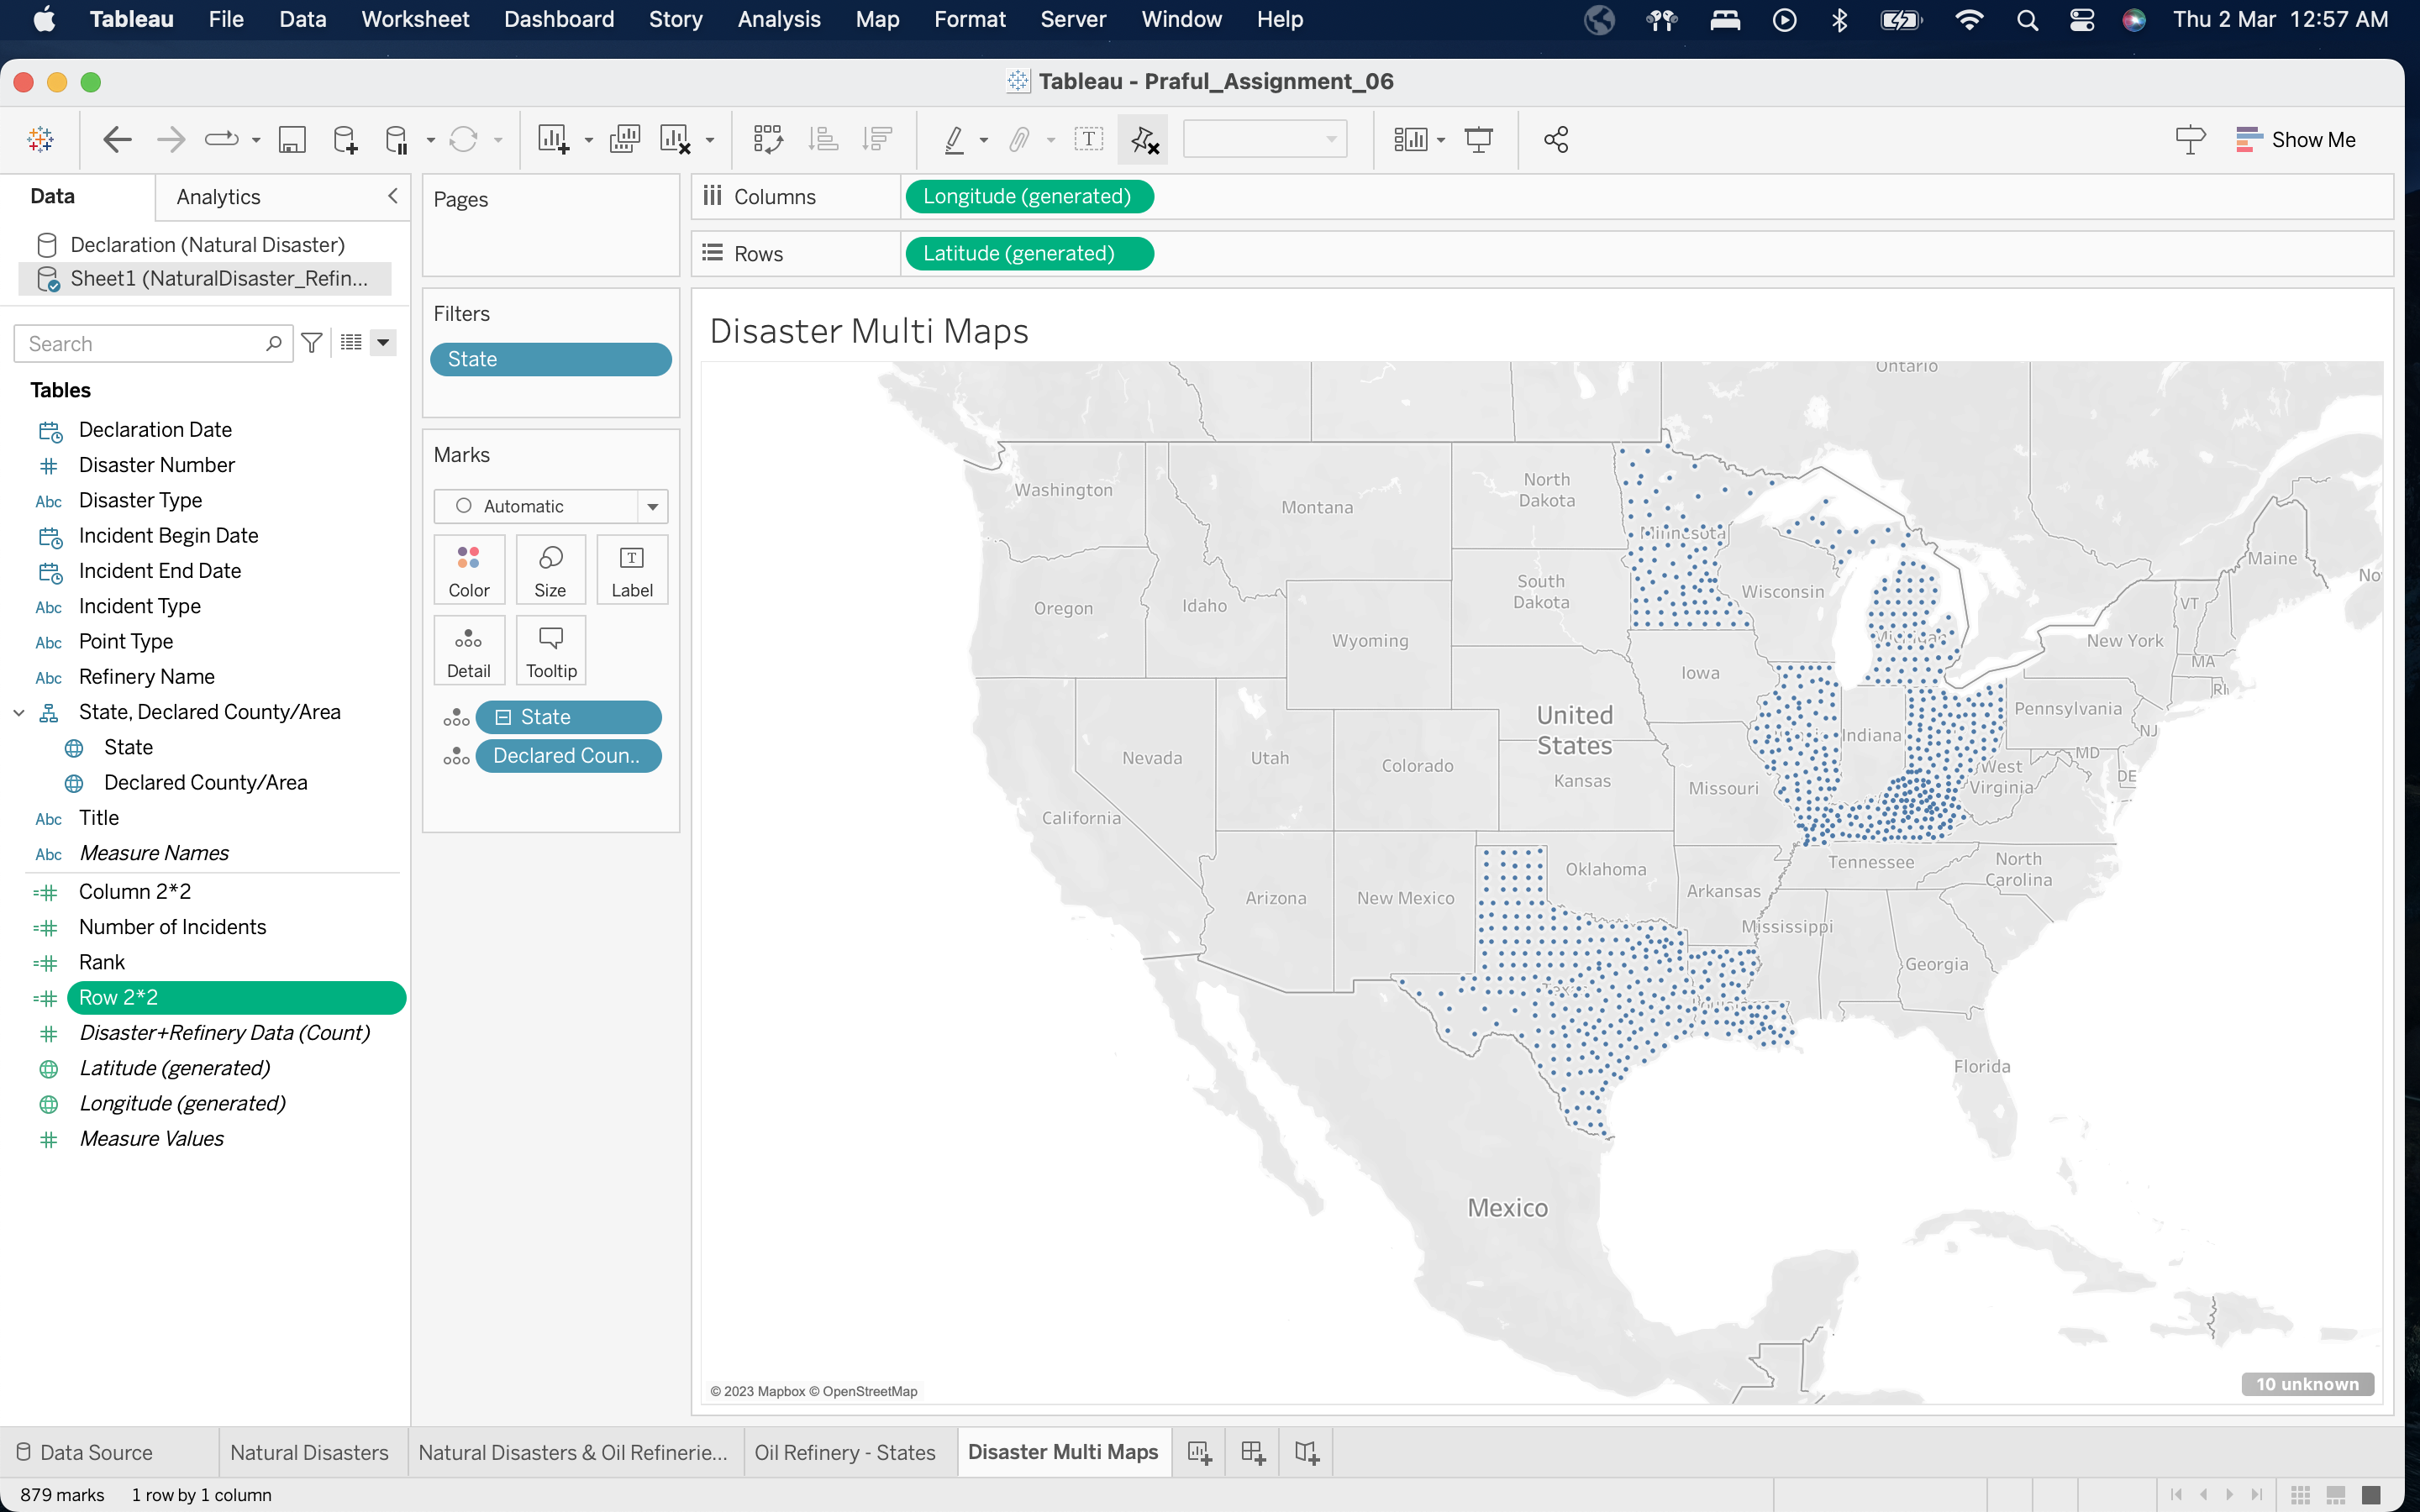 Tableau File Data Worksheet Dashboard Story Analysis Map Format Server Window Help Thu 2 Mar 12:57 AM
Tableau - Praful_Assignment_06
Show Me
Data Analytics
Declaration (Natural Disaster)
Sheet1 (NaturalDisaster_Refin...
Search
Tables
Declaration Date
Disaster Number
Abc Disaster Type
Incident Begin Date
Incident End Date
Abc Incident Type
Abc Point Type
Abc Refinery Name
State, Declared County/Area
State
Declared County/Area
Abc Title
Abc Measure Names
Column 2*2
Number of Incidents
Rank
Row 2*2
Disaster+Refinery Data (Count)
Latitude (generated)
Longitude (generated)
Measure Values
Pages
Filters
State
Marks
Automatic
Color Size Label
Detail Tooltip
State
Declared Coun..
Columns Longitude (generated)
Rows Latitude (generated)
Disaster Multi Maps
Ontario
Washington
Montana
North
Dakota
Minnesota
Maine
No
Oregon
Idaho
South
Dakota
Wisconsin
VT
Wyoming
Michigan
New York
MA
Iowa
RI
United
States
Pennsylvania
Nevada
Utah
Colorado
Kansas
Indiana
NJ
MD
West
Virginia
DE
Missouri
California
Oklahoma
Tennessee
North
Carolina
Arizona
New Mexico
Arkansas
Mississippi
Georgia
Texas
Louisiana
Florida
Mexico
© 2023 Mapbox © OpenStreetMap
10 unknown
Data Source Natural Disasters Natural Disasters & Oil Refinerie... Oil Refinery - States Disaster Multi Maps
879 marks 1 row by 1 column